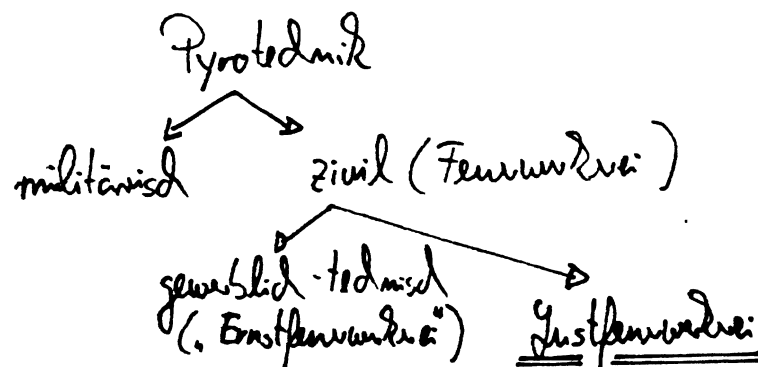 Pyrotechnik
militärisch zivil (Feuerwerkerei)
gewerblich-technisch
("Ernstfeuerwerkerei") Lustfeuerwerkerei